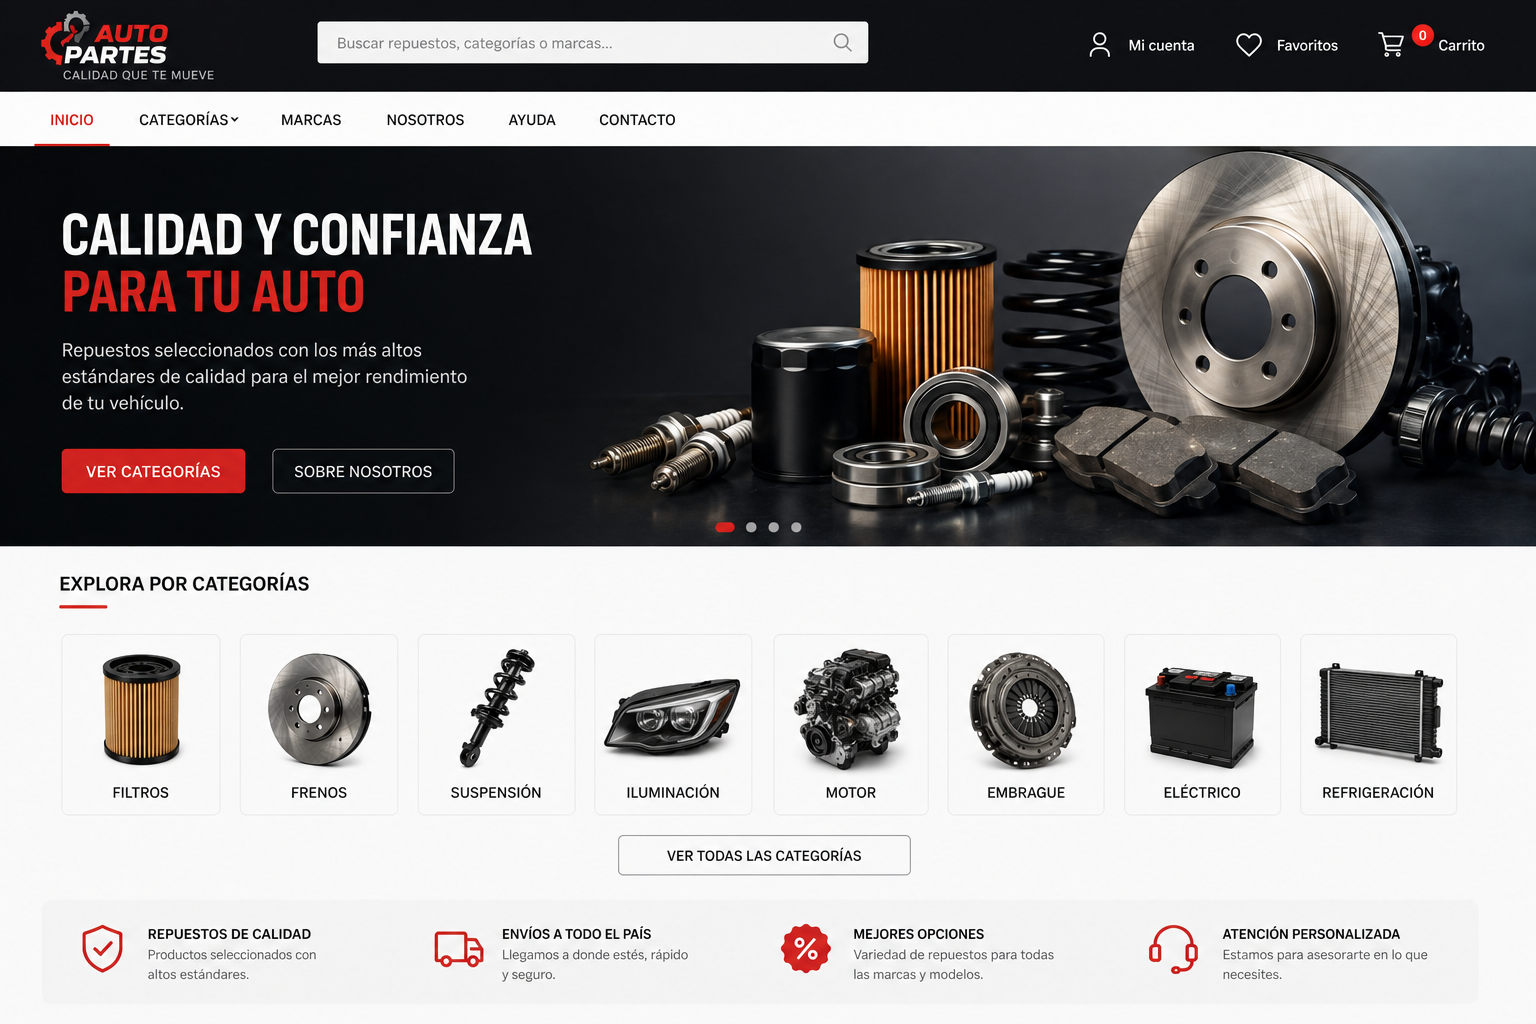 AUTO
PARTES
CALIDAD QUE TE MUEVE
Buscar repuestos, categorías o marcas...
Mi cuenta
Favoritos
0
Carrito
INICIO
CATEGORÍAS
MARCAS
NOSOTROS
AYUDA
CONTACTO
CALIDAD Y CONFIANZA
PARA TU AUTO
Repuestos seleccionados con los más altos
estándares de calidad para el mejor rendimiento
de tu vehículo.
VER CATEGORÍAS
SOBRE NOSOTROS
EXPLORA POR CATEGORÍAS
FILTROS
FRENOS
SUSPENSIÓN
ILUMINACIÓN
MOTOR
EMBRAGUE
ELÉCTRICO
REFRIGERACIÓN
VER TODAS LAS CATEGORÍAS
REPUESTOS DE CALIDAD
Productos seleccionados con
altos estándares.
ENVÍOS A TODO EL PAÍS
Llegamos a donde estés, rápido
y seguro.
%
MEJORES OPCIONES
Variedad de repuestos para todas
las marcas y modelos.
ATENCIÓN PERSONALIZADA
Estamos para asesorarte en lo que
necesites.